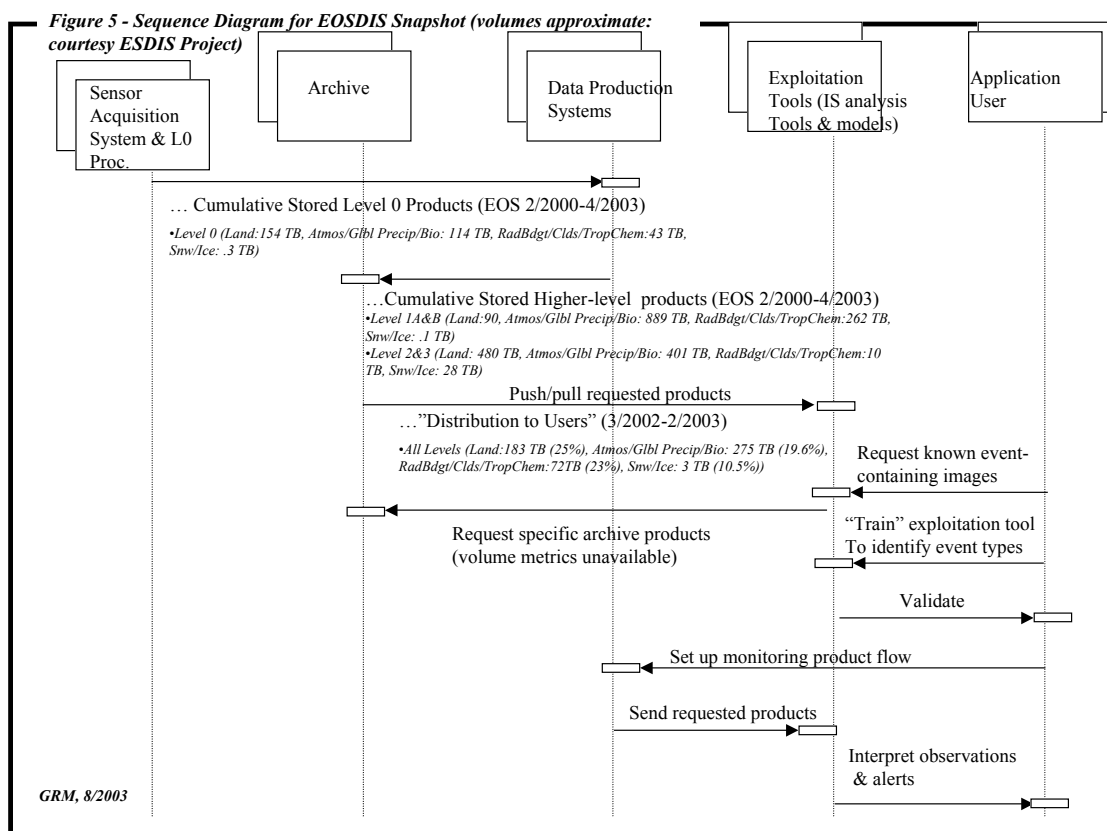 Figure 5 - Sequence Diagram for EOSDIS Snapshot (volumes approximate:
courtesy ESDIS Project)
Sensor
Acquisition
System & L0
Proc.
Archive
Data Production
Systems
Exploitation
Tools (IS analysis
Tools & models)
Application
User
… Cumulative Stored Level 0 Products (EOS 2/2000-4/2003)
•Level 0 (Land:154 TB, Atmos/Glbl Precip/Bio: 114 TB, RadBdgt/Clds/TropChem:43 TB,
Snw/Ice: .3 TB)
…Cumulative Stored Higher-level products (EOS 2/2000-4/2003)
•Level 1A&B (Land:90, Atmos/Glbl Precip/Bio: 889 TB, RadBdgt/Clds/TropChem:262 TB,
Snw/Ice: .1 TB)
•Level 2&3 (Land: 480 TB, Atmos/Glbl Precip/Bio: 401 TB, RadBdgt/Clds/TropChem:10
TB, Snw/Ice: 28 TB)
Push/pull requested products
…”Distribution to Users” (3/2002-2/2003)
•All Levels (Land:183 TB (25%), Atmos/Glbl Precip/Bio: 275 TB (19.6%),
RadBdgt/Clds/TropChem:72TB (23%), Snw/Ice: 3 TB (10.5%))
Request known event-
containing images
Request specific archive products
(volume metrics unavailable)
“Train” exploitation tool
To identify event types
Validate
Set up monitoring product flow
Send requested products
Interpret observations
& alerts
GRM, 8/2003